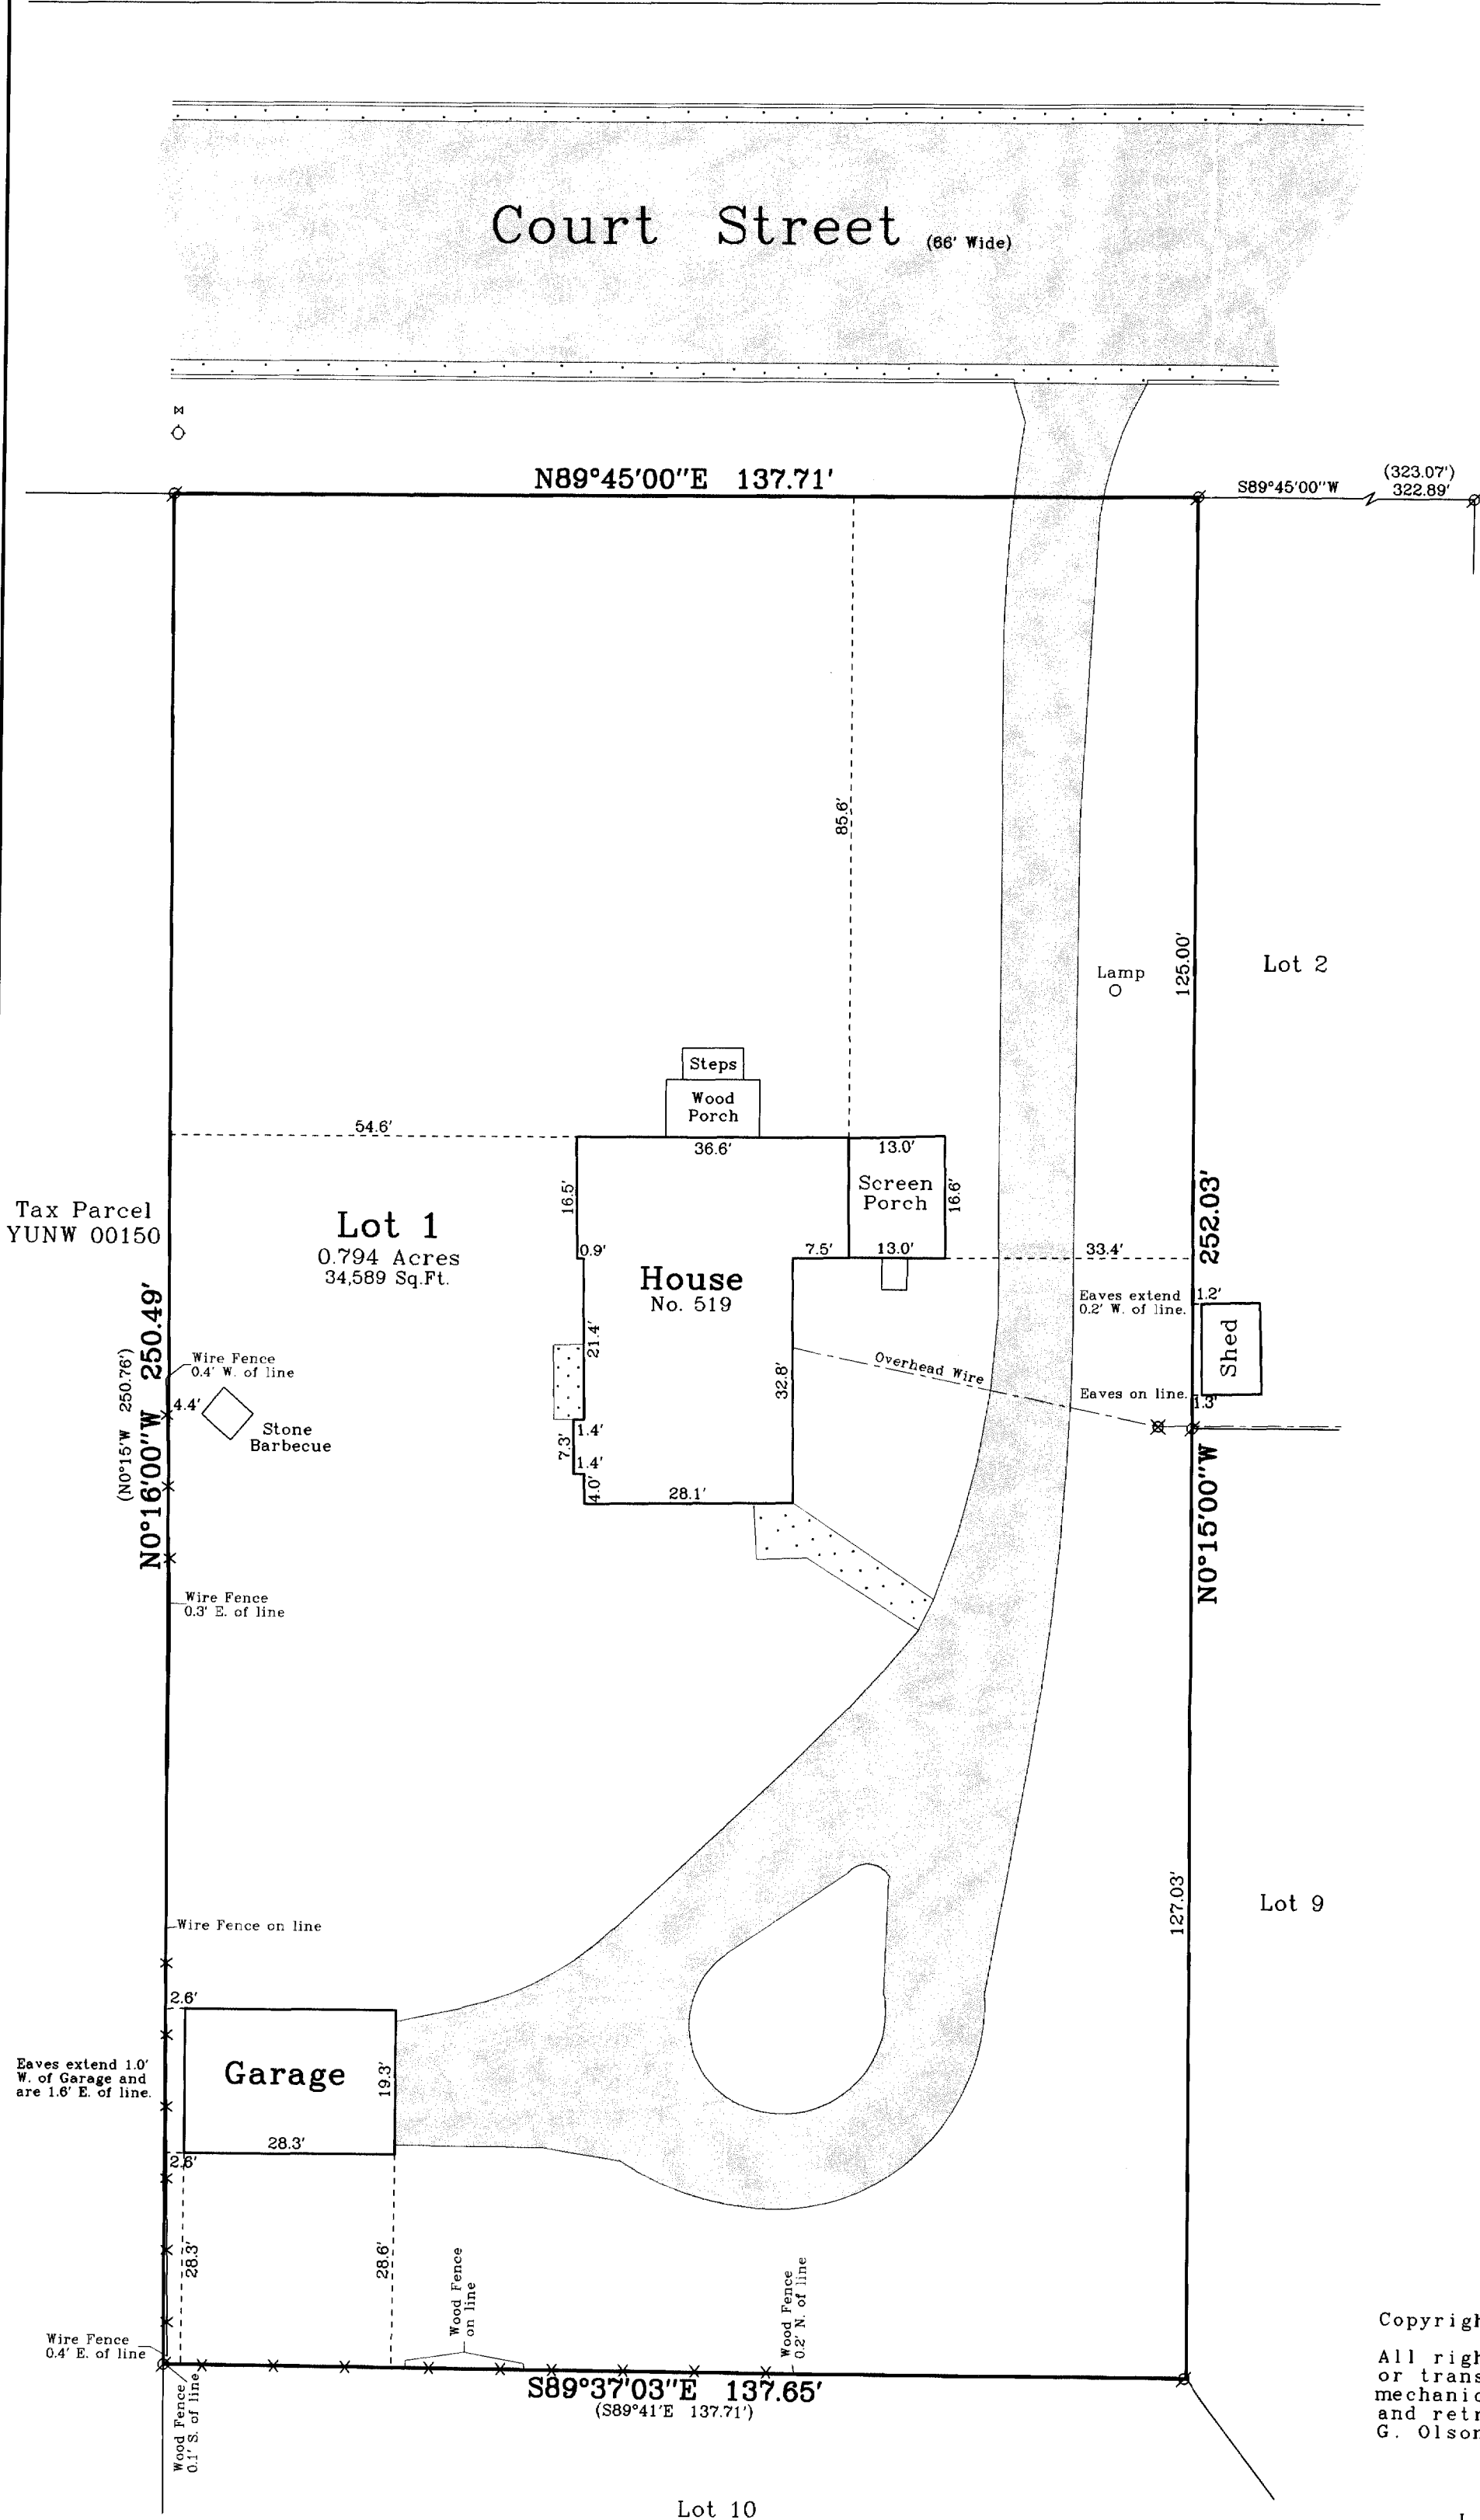 Court Street (66' Wide)
N89°45'00"E 137.71'
S89°45'00"W
(323.07')
322.89'
85.6'
125.00'
Lot 2
Lamp
Steps
Wood
Porch
54.6'
36.6'
13.0'
Screen
Porch
16.5'
16.6'
Tax Parcel
YUNW 00150
Lot 1
0.794 Acres
34,589 Sq.Ft.
0.9'
7.5'
13.0'
33.4'
252.03'
House
No. 519
Eaves extend
0.2' W. of line.
1.2'
Shed
21.4'
32.8'
Overhead Wire
Eaves on line.
1.3'
N0°16'00"W 250.49'
(N0°15'W 250.76')
Wire Fence
0.4' W. of line
4.4'
Stone
Barbecue
1.4'
7.3'
1.4'
4.0'
28.1'
N0°15'00"W
Wire Fence
0.3' E. of line
127.03'
Lot 9
Wire Fence on line
2.6'
Eaves extend 1.0'
W. of Garage and
are 1.6' E. of line.
Garage
19.3'
28.3'
2.6'
28.3'
28.6'
Wood Fence
on line
Wood Fence
0.2' N. of line
Wire Fence
0.4' E. of line
Wood Fence
0.1' S. of line
S89°37'03"E 137.65'
(S89°41'E 137.71')
Copyrigh
All righ
or trans
mechanic
and retr
G. Olson
Lot 10